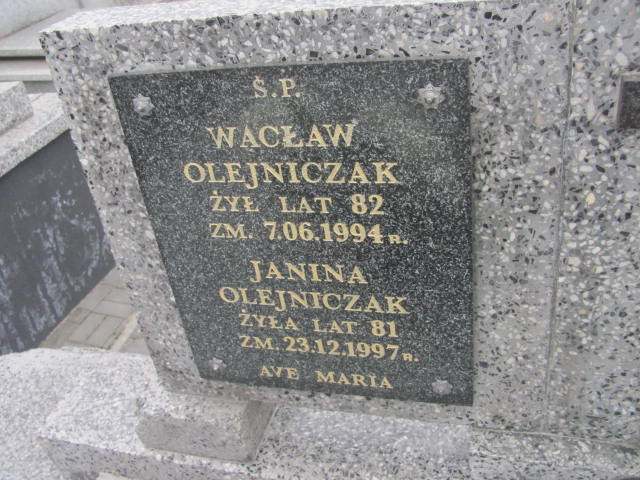 Ś.P.
WACŁAW
OLEJNICZAK
ŻYŁ LAT 82
ZM. 7.06.1994 R.
JANINA
OLEJNICZAK
ŻYŁA LAT 81
ZM. 23.12.1997 R.
AVE MARIA